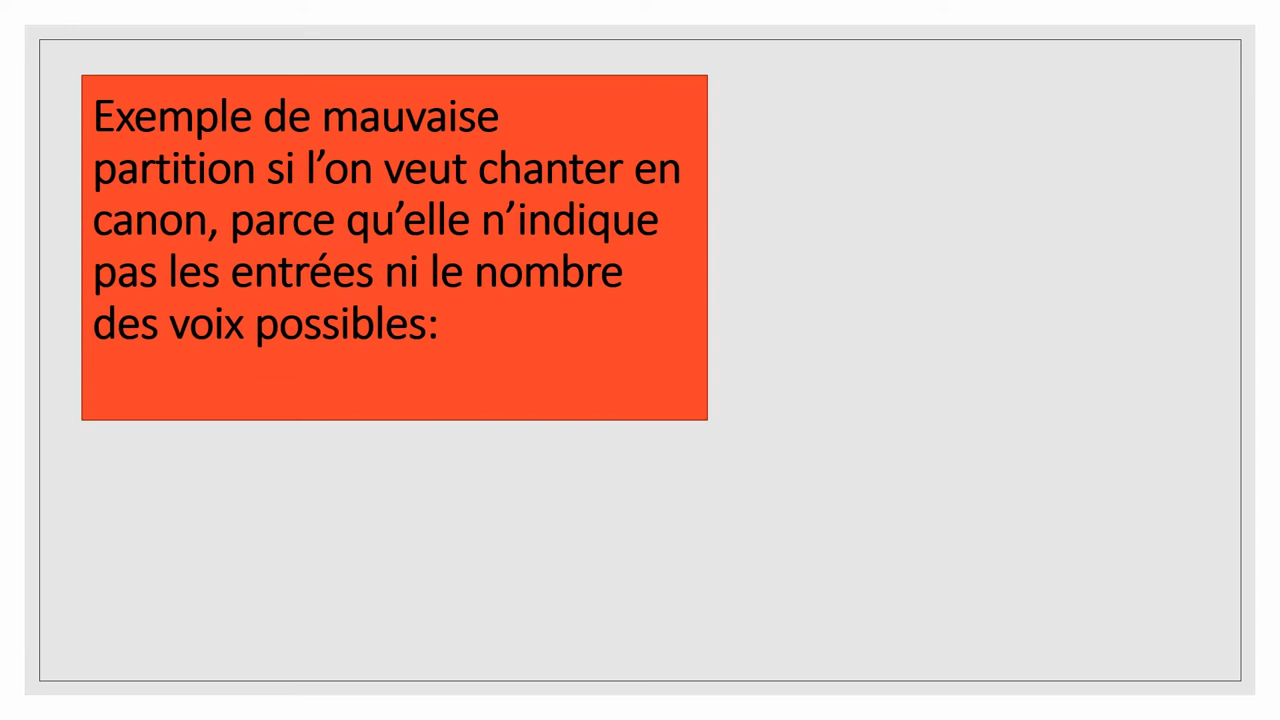 Exemple de mauvaise
partition si l’on veut chanter en
canon, parce qu’elle n’indique
pas les entrées ni le nombre
des voix possibles: